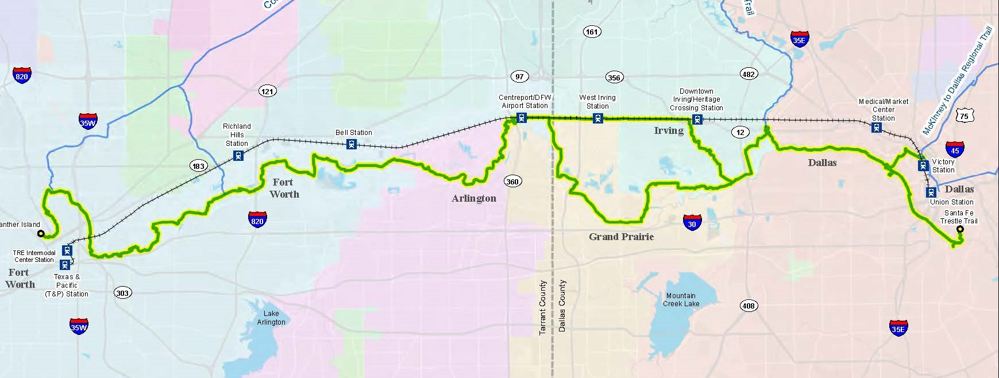 Trail
161
35E
820
97
356
482
121
McKinney to Dallas Regional Trail
Centreport/DFW
Airport Station
West Irving
Station
Downtown
Irving/Heritage
Crossing Station
Medical/Market
Center
Station
75
35W
Richland
Hills
Station
Bell Station
Irving
12
45
183
Dallas
Victory
Station
Fort
Worth
360
Arlington
Dallas
Union Station
820
30
Santa Fe
Trestle Trail
anther Island
Grand Prairie
TRE Intermodal
Center Station
Fort
Worth
Texas &
Pacific
(T&P) Station
303
Tarrant County
Dallas County
Mountain
Creek Lake
408
Lake
Arlington
35W
35E